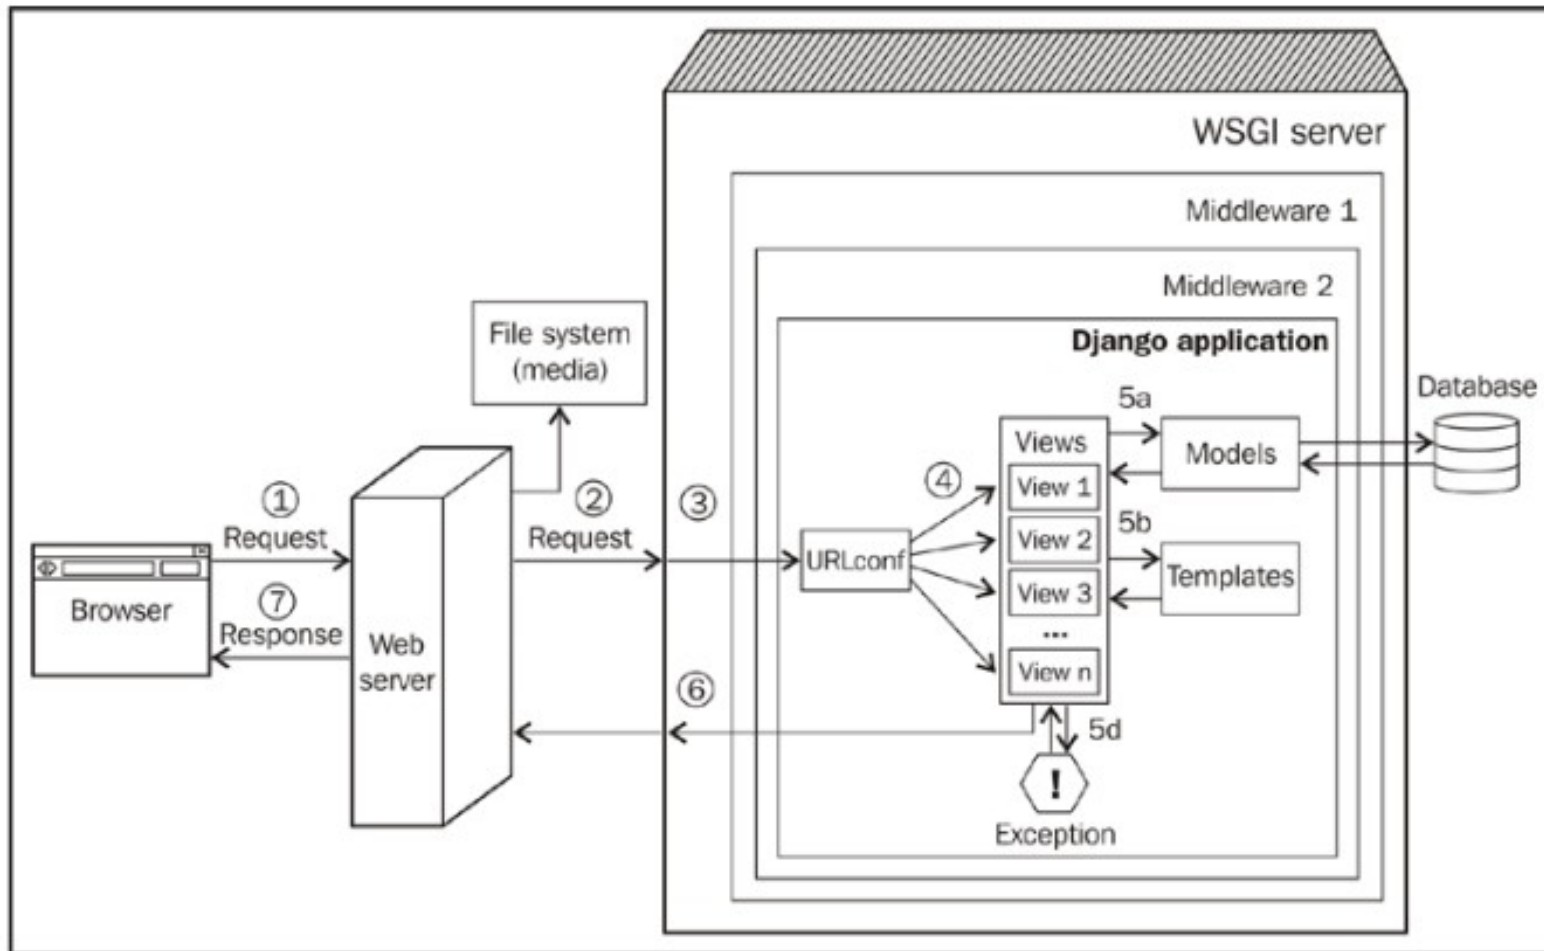 WSGI server
Middleware 1
Middleware 2
Django application
File system
(media)
Database
5a
Views
Models
View 1
④
①
②
③
Request
Request
5b
View 2
URLconf
Templates
View 3
Browser
⑦
Response
...
Web
server
View n
⑥
5d
!
Exception